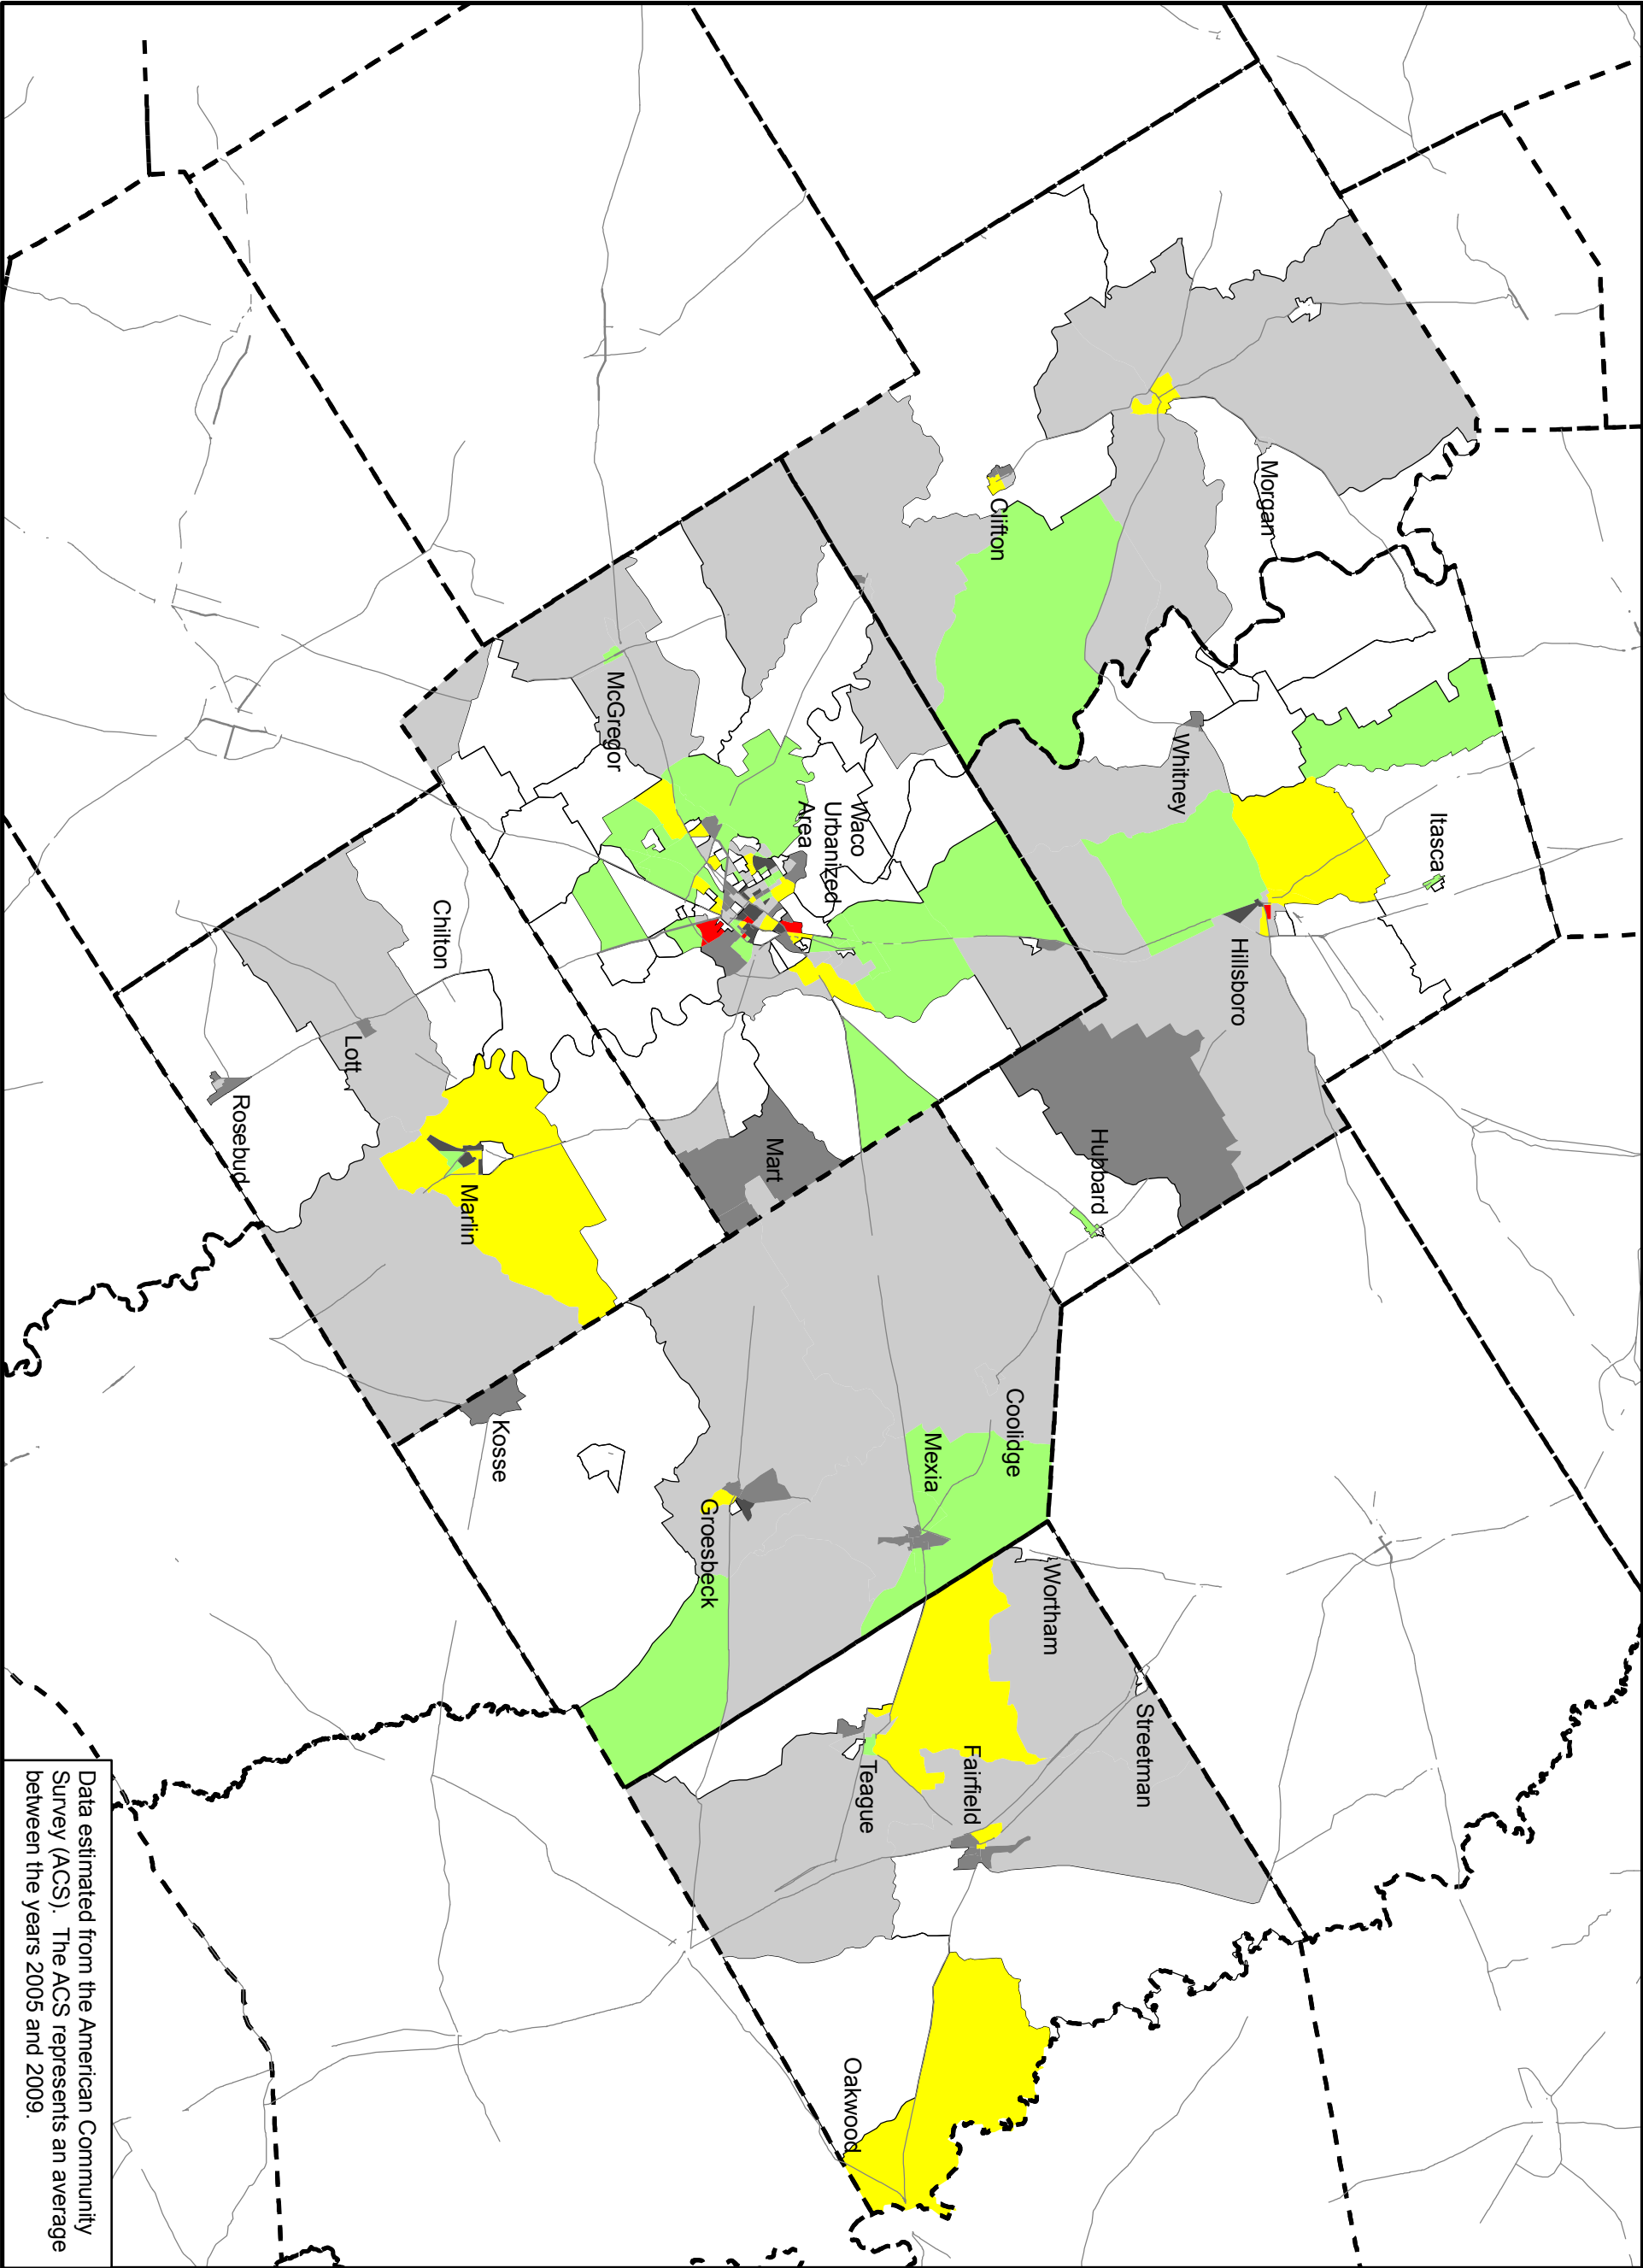 Itasca
Morgan
Whitney
Hillsboro
Clifton
Hubbard
Waco
Urbanized
Area
McGregor
Mart
Coolidge
Mexia
Wortham
Streetman
Fairfield
Teague
Groesbeck
Chilton
Lott
Rosebud
Marlin
Kosse
Oakwood
Data estimated from the American Community
Survey (ACS). The ACS represents an average
between the years 2005 and 2009.